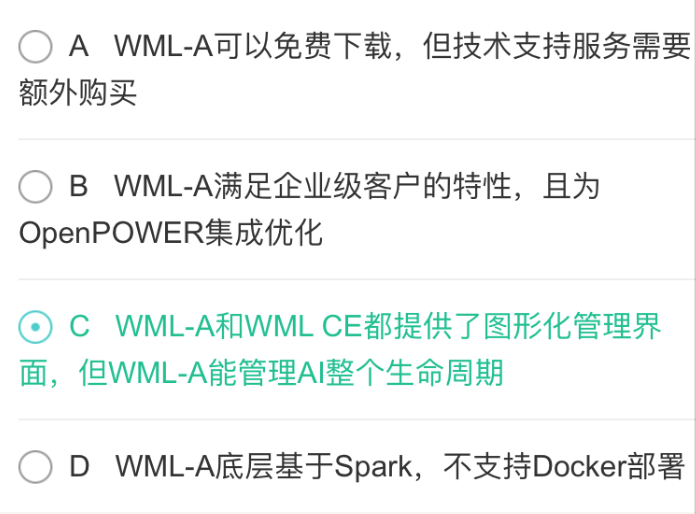 A WML-A可以免费下载，但技术支持服务需要
额外购买
B WML-A满足企业级客户的特性，且为
OpenPOWER集成优化
C WML-A和WML CE都提供了图形化管理界
面，但WML-A能管理AI整个生命周期
D WML-A底层基于Spark，不支持Docker部署